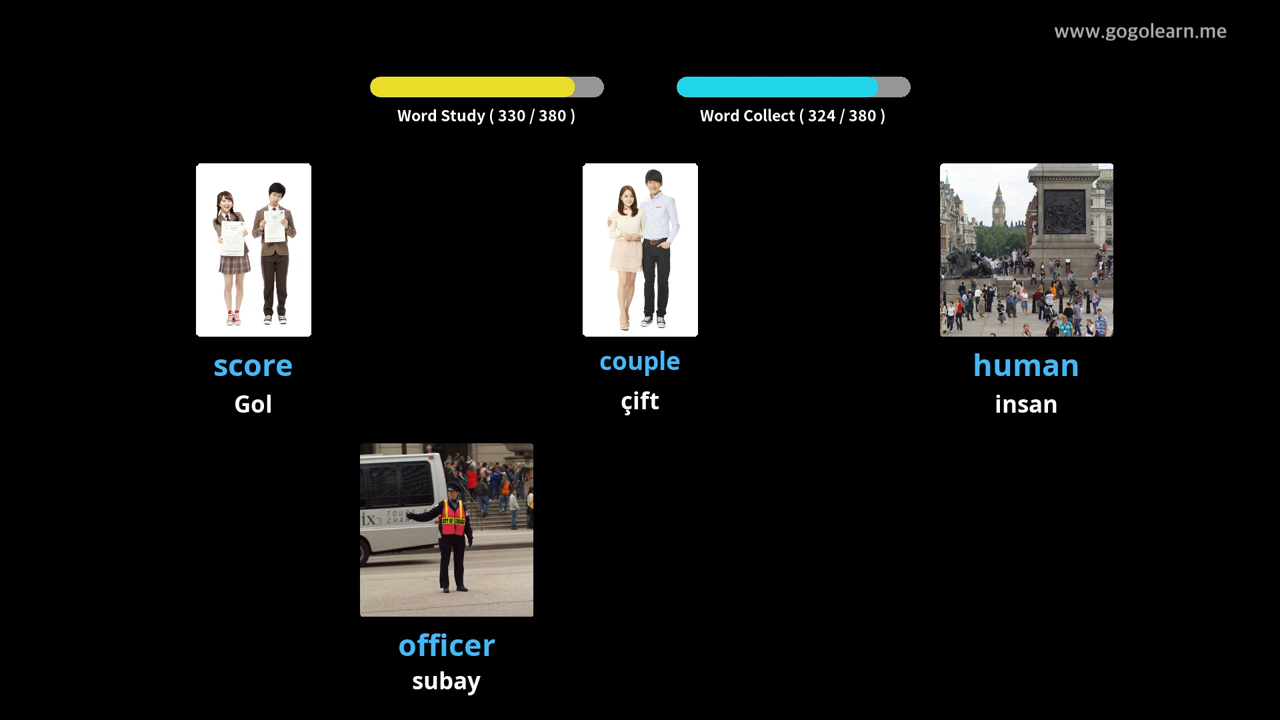 www.gogolearn.me
Word Study ( 330 / 380 )
Word Collect ( 324 / 380 )
score
Gol
couple
çift
human
insan
officer
subay